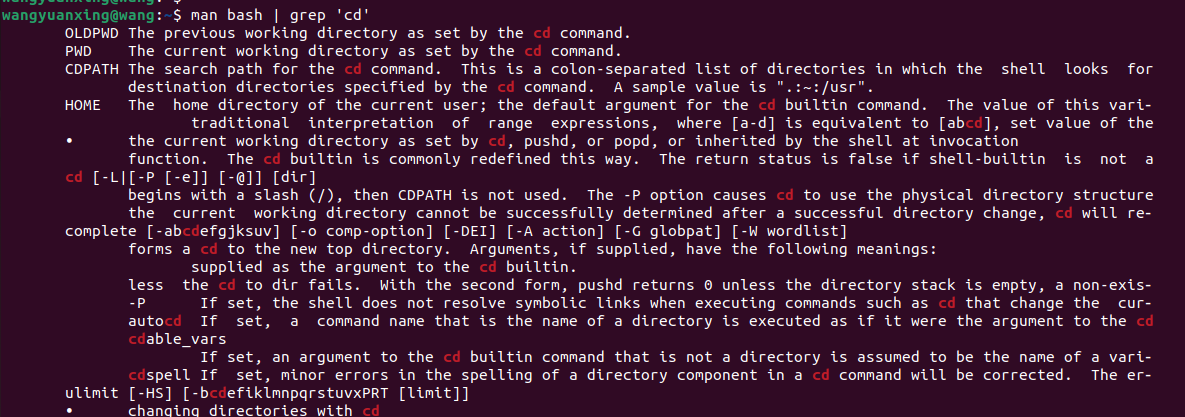 wangyuanxing@wang:~$ man bash | grep 'cd'
OLDPWD The previous working directory as set by the cd command.
PWD    The current working directory as set by the cd command.
CDPATH The search path for the cd command.  This is a colon-separated list of directories in which the  shell  looks  for
destination directories specified by the cd command.  A sample value is ".:~:/usr".
HOME   The  home directory of the current user; the default argument for the cd builtin command.  The value of this vari-
traditional  interpretation  of  range  expressions,  where [a-d] is equivalent to [abcd], set value of the
•      the current working directory as set by cd, pushd, or popd, or inherited by the shell at invocation
function.  The cd builtin is commonly redefined this way.  The return status is false if shell-builtin  is  not  a
cd [-L|[-P [-e]] [-@]] [dir]
begins with a slash (/), then CDPATH is not used.  The -P option causes cd to use the physical directory structure
the  current  working directory cannot be successfully determined after a successful directory change, cd will re-
complete [-abcdefgjksuv] [-o comp-option] [-DEI] [-A action] [-G globpat] [-W wordlist]
forms a cd to the new top directory.  Arguments, if supplied, have the following meanings:
supplied as the argument to the cd builtin.
less  the cd to dir fails.  With the second form, pushd returns 0 unless the directory stack is empty, a non-exis-
-P      If set, the shell does not resolve symbolic links when executing commands such as cd that change the  cur-
autocd  If  set,  a  command name that is the name of a directory is executed as if it were the argument to the cd
cdable_vars
If set, an argument to the cd builtin command that is not a directory is assumed to be the name of a vari-
cdspell If  set, minor errors in the spelling of a directory component in a cd command will be corrected.  The er-
ulimit [-HS] [-bcdefiklmnpqrstuvxPRT [limit]]
•      changing directories with cd